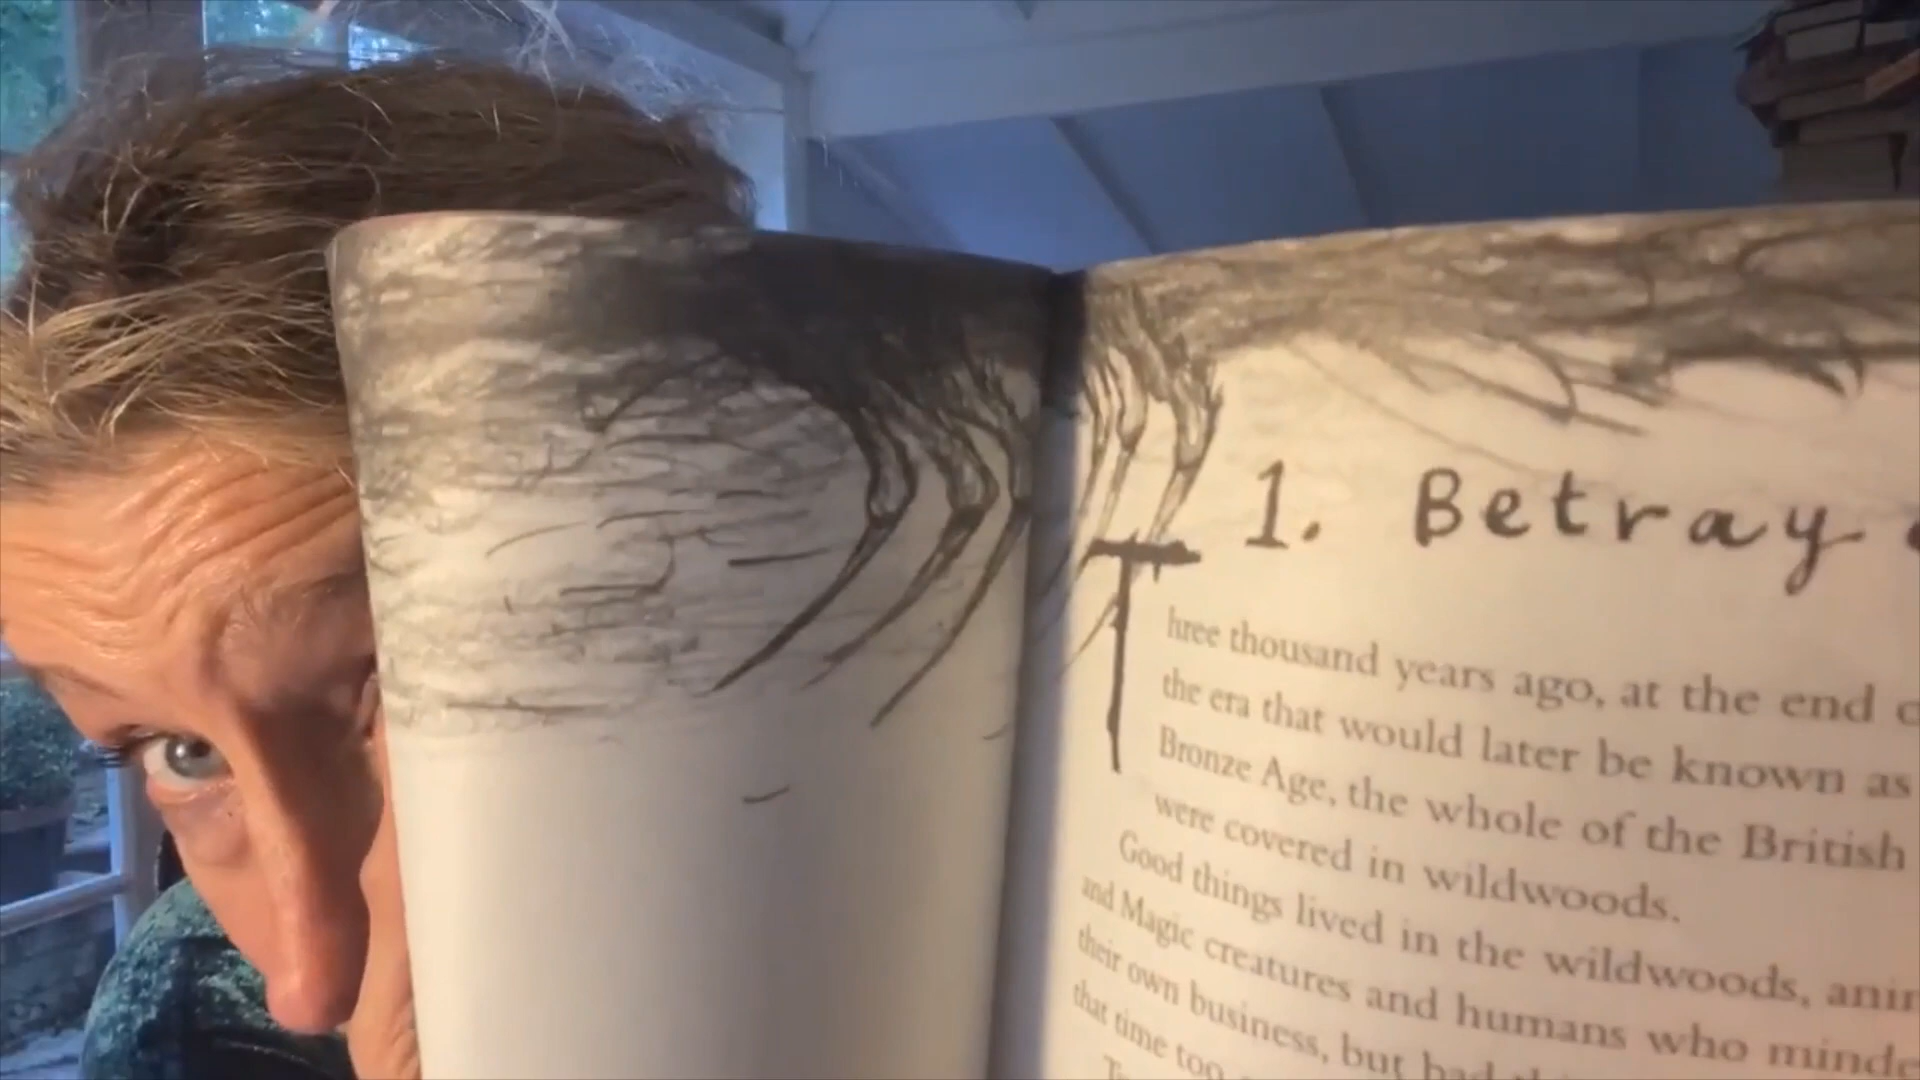 1. Betray
Three thousand years ago, at the end
the era that would later be known as
Bronze Age, the whole of the British
were covered in wildwoods.
Good things lived in the wildwoods,
and Magic creatures and humans who
their own business, but bad
that time too